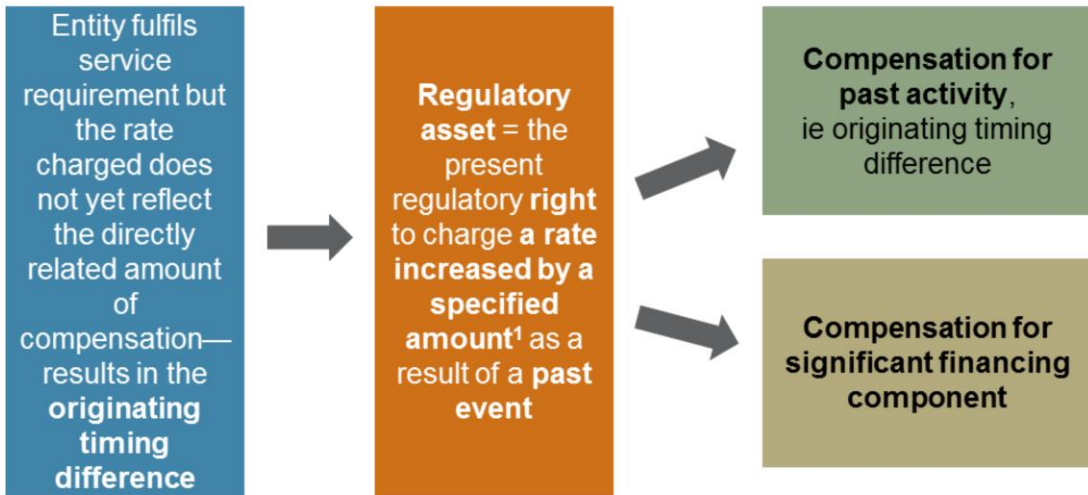 Entity fulfils
service
requirement but
the rate
charged does
not yet reflect
the directly
related amount
of
compensation—
results in the
originating
timing
difference
Regulatory
asset = the
present
regulatory right
to charge a rate
increased by a
specified
amount¹ as a
result of a past
event
Compensation for
past activity,
ie originating timing
difference
Compensation for
significant financing
component